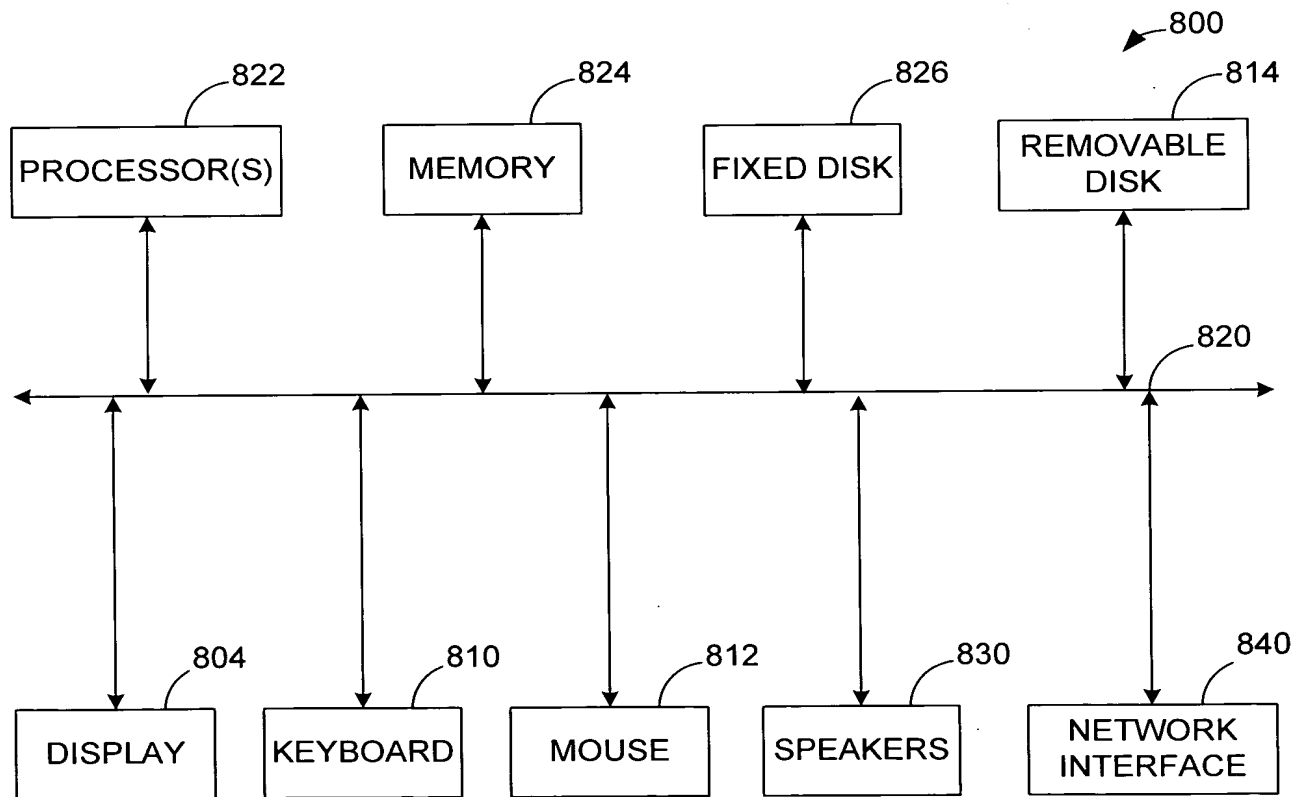 800
822
824
826
814
PROCESSOR(S)
MEMORY
FIXED DISK
REMOVABLE
DISK
820
804
810
812
830
840
DISPLAY
KEYBOARD
MOUSE
SPEAKERS
NETWORK
INTERFACE